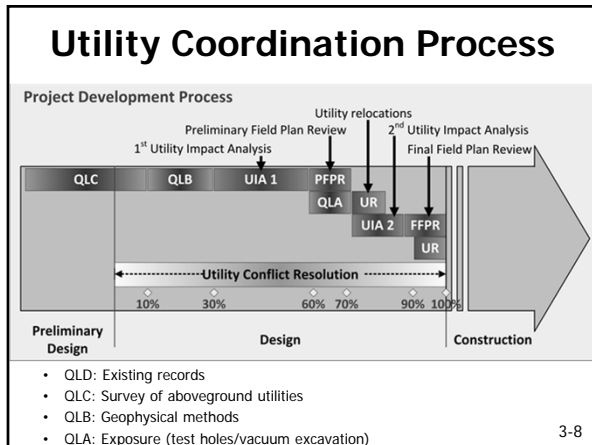 Utility Coordination Process
Project Development Process
Utility relocations
Preliminary Field Plan Review
2nd Utility Impact Analysis
1st Utility Impact Analysis
Final Field Plan Review
QLC QLB UIA 1 PFPR
QLA UR
UIA 2 FFPR
UR
Utility Conflict Resolution
10% 30% 60% 70% 90% 100%
Preliminary
Design
Design
Construction
• QLD: Existing records
• QLC: Survey of aboveground utilities
• QLB: Geophysical methods
• QLA: Exposure (test holes/vacuum excavation)
3-8